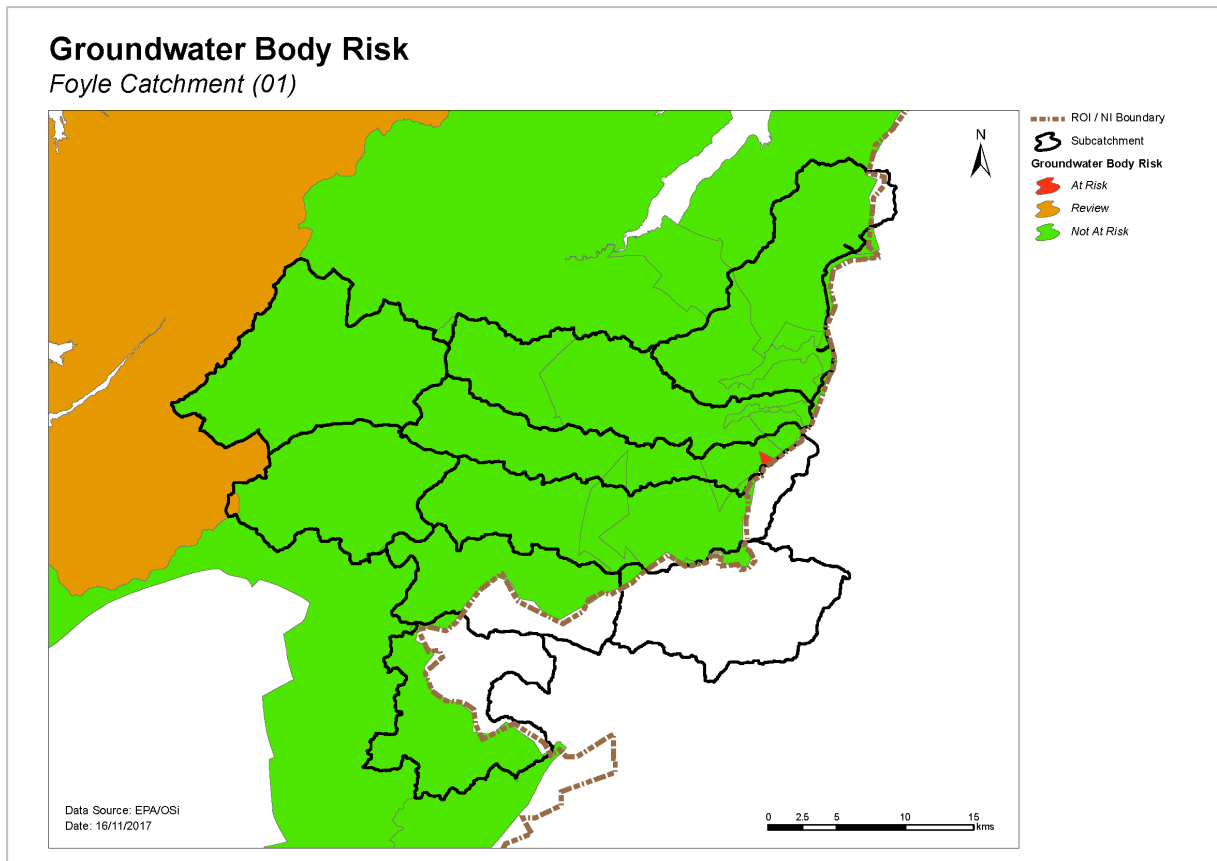 Groundwater Body Risk
Foyle Catchment (01)
ROI / NI Boundary
Subcatchment
Groundwater Body Risk
At Risk
Review
Not At Risk
N
Data Source: EPA/OSi
Date: 16/11/2017
0 2.5 5 10 15
kms